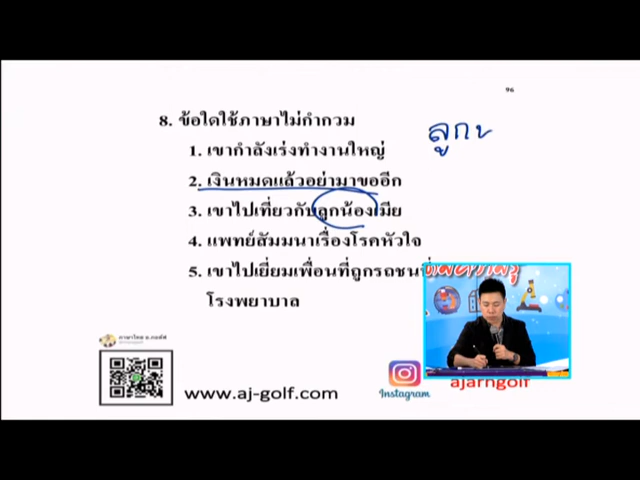 96
8. ข้อใดใช้ภาษาไม่กำกวม
ลูกน
1. เขากำลังเร่งทำงานใหญ่
2. เงินหมดแล้วอย่ามาขออีก
3. เขาไปเที่ยวกับลูกน้องเมีย
4. แพทย์สัมมนาเรื่องโรคหัวใจ
5. เขาไปเยี่ยมเพื่อนที่ถูกรถชนที่
โรงพยาบาล
www.aj-golf.com
Instagram
ajarngolf